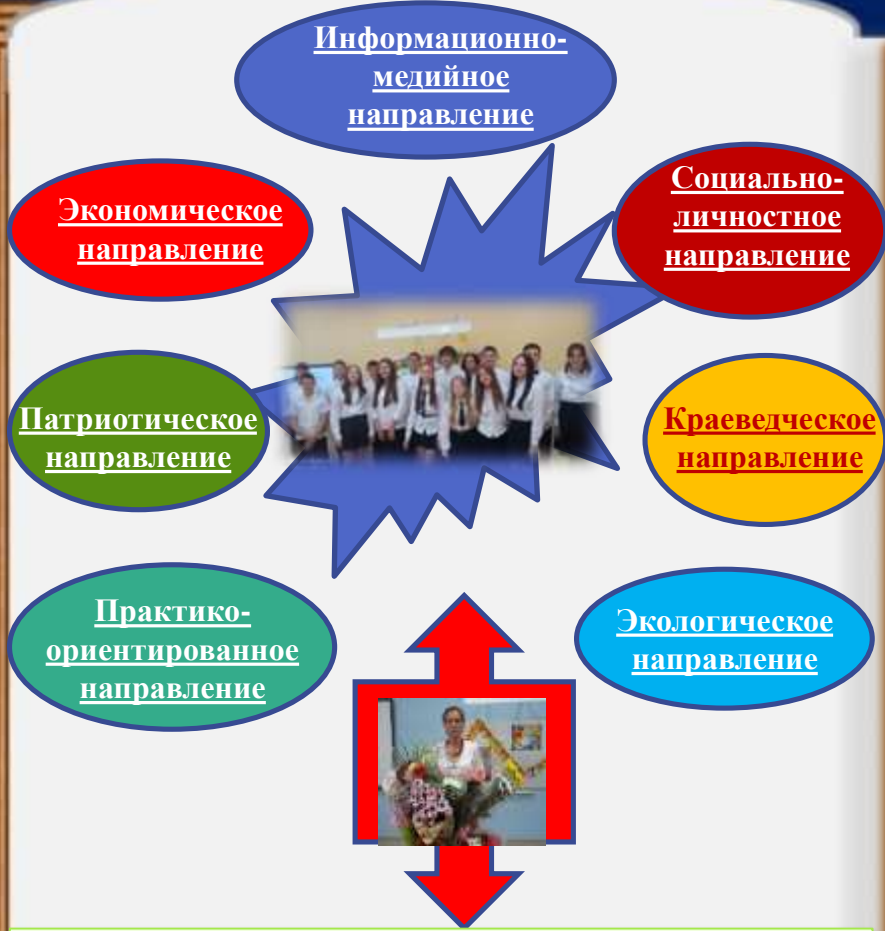 Информационно-
медийное
направление
Экономическое
направление
Социально-
личностное
направление
Патриотическое
направление
Краеведческое
направление
Практико-
ориентированное
направление
Экологическое
направление